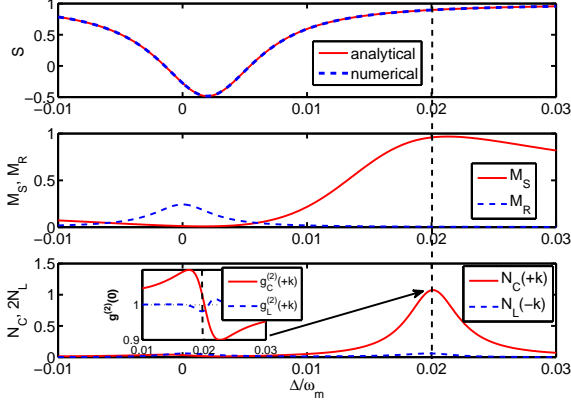 1
0.5
0
−0.5
S
analytical
numerical
−0.01 0 0.01 0.02 0.03
1
0.5
0
M_S, M_R
M_S
M_R
−0.01 0 0.01 0.02 0.03
1.5
1
0.5
0
N_C, 2N_L
g^(2)(0)
1
0.9
0.01 0.02 0.03
g_C^(2)(+k)
g_L^(2)(+k)
N_C(+k)
N_L(−k)
−0.01 0 0.01 0.02 0.03
Δ/ω_m